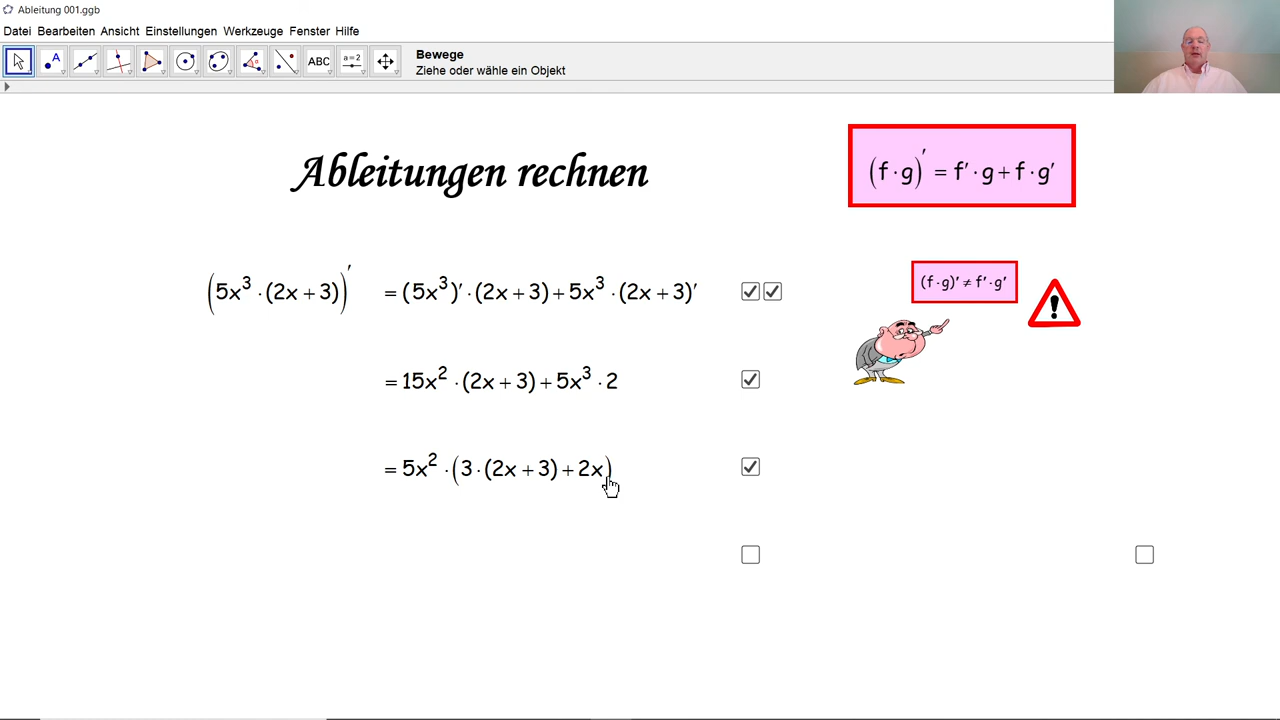 Ableitung 001.ggb
Datei Bearbeiten Ansicht Einstellungen Werkzeuge Fenster Hilfe
A ABC a=2
Bewege
Ziehe oder wähle ein Objekt
Ableitungen rechnen
(f·g)′ = f′·g+f·g′
(5x³·(2x+3))′ = (5x³)′·(2x+3)+5x³·(2x+3)′
(f·g)′≠f′·g′
!
= 15x²·(2x+3)+5x³·2
= 5x²·(3·(2x+3)+2x)